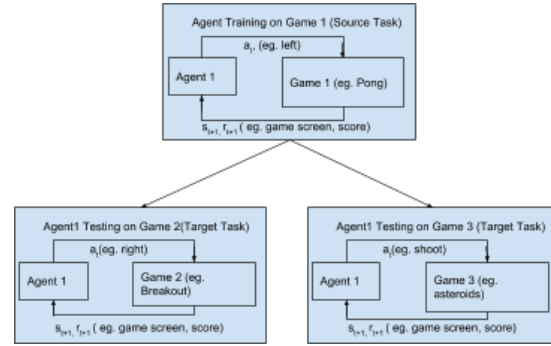 Agent Training on Game 1 (Source Task)
a_t, (eg. left)
Agent 1
Game 1 (eg. Pong)
s_t+1, r_t+1 ( eg. game screen, score)
Agent1 Testing on Game 2(Target Task)
a_t(eg. right)
Agent 1
Game 2 (eg.
Breakout)
s_t+1, r_t+1 ( eg. game screen, score)
Agent1 Testing on Game 3 (Target Task)
a_t(eg. shoot)
Agent 1
Game 3 (eg.
asteroids)
s_t+1, r_t+1 ( eg. game screen, score)